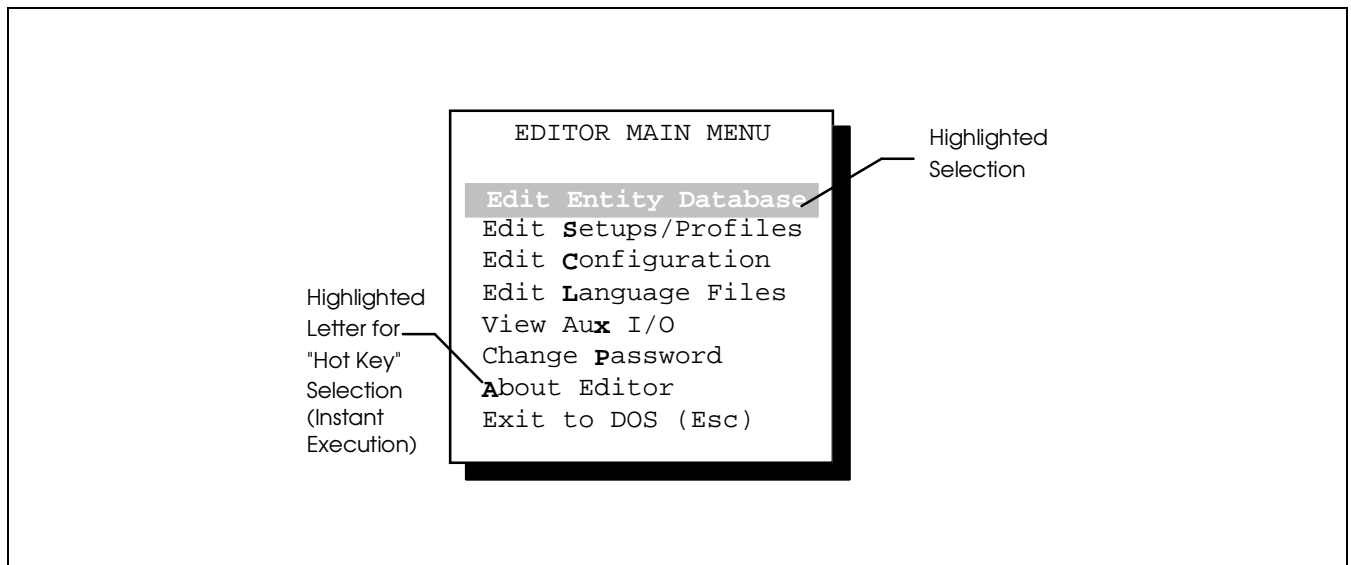 EDITOR MAIN MENU
Edit Entity Database
Edit Setups/Profiles
Edit Configuration
Edit Language Files
View Aux I/O
Change Password
About Editor
Exit to DOS (Esc)
Highlighted
Selection
Highlighted
Letter for
"Hot Key"
Selection
(Instant
Execution)